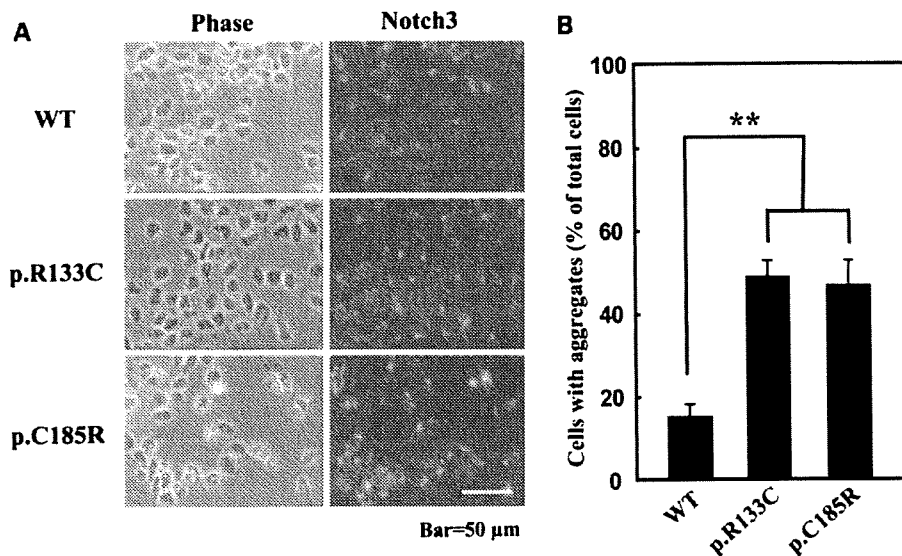 A
Phase
Notch3
WT
p.R133C
p.C185R
Bar=50 µm
B
**
Cells with aggregates (% of total cells)
100
80
60
40
20
0
WT
p.R133C
p.C185R